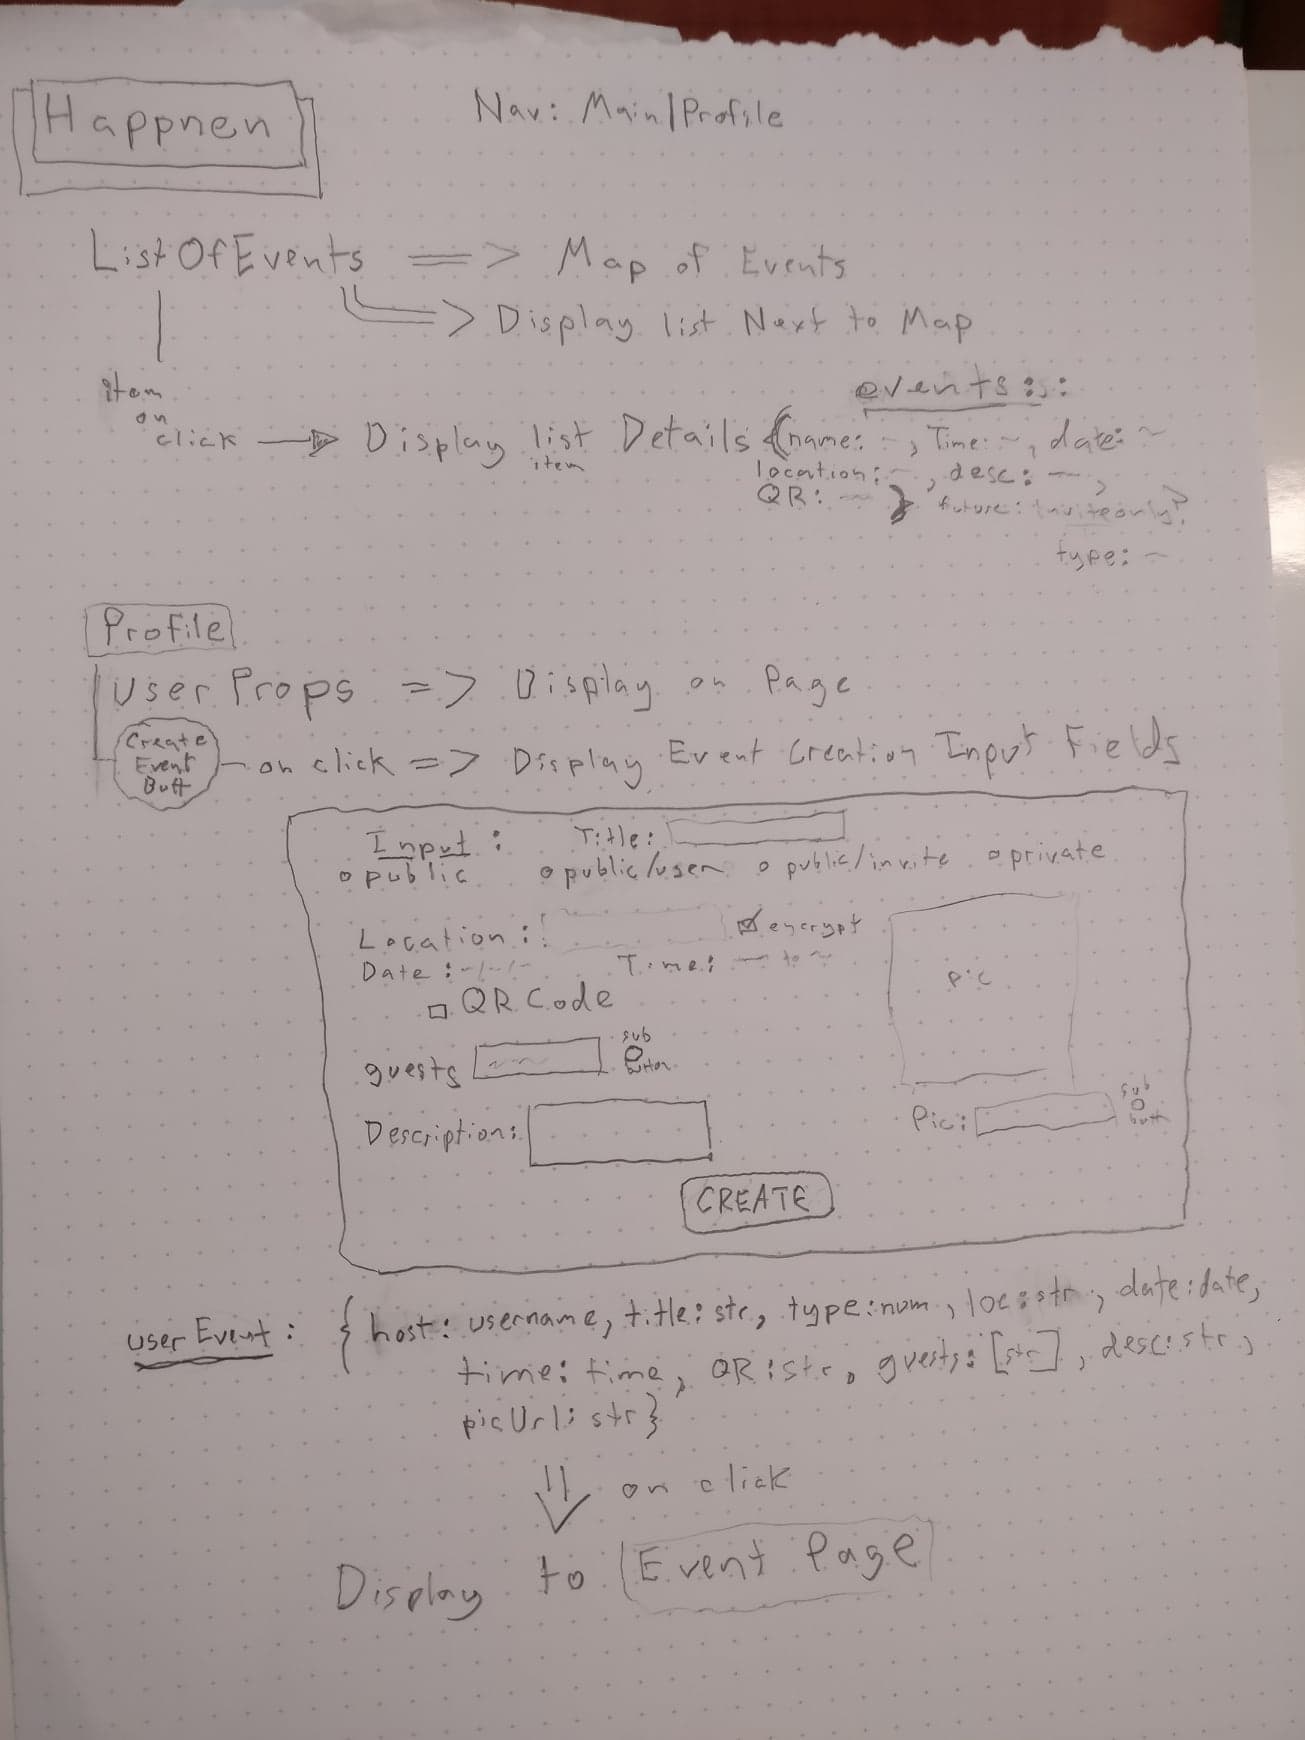 Happnen
Nav: Main/Profile
ListOfEvents => Map of Events
=> Display list Next to Map
events::
item
on
click -> Display list Details {name: ~, Time: ~, date: ~
item
location: ~, desc: ~,
QR: ~ } future: Inviteonly?
type: ~
Profile
User Props => Display on Page
Create
Event
Butt
on click => Display Event Creation Input Fields
Input: Title:
public public/user public/invite private
Location: encrypt
Date: -/-/- Time: ~ to ~
pic
QR Code
guests sub
button
Description:
Pic: sub
butt
CREATE
userEvent: { host: username, title: str, type: num, loc: str, date: date,
time: time, QR: str, guests: [str], desc: str,
picUrl: str}
on click
Display to Event Page